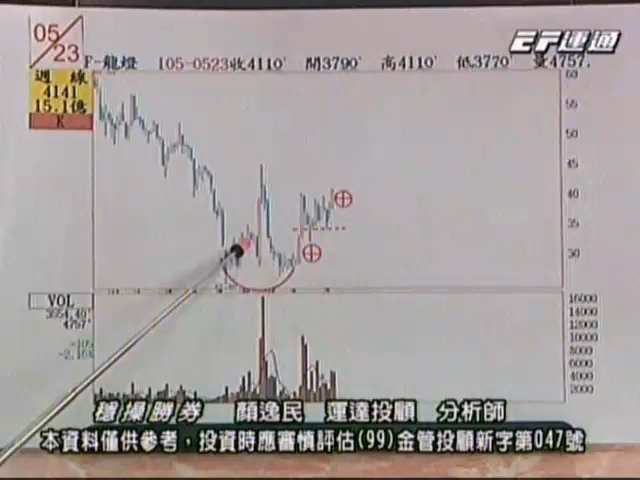 05/23
EF運通
F-龍燈 105-0523收4110' 開3790' 高4110' 低3770' 量4757.
週 線
4141
15.1億
K
60
55
50
45
40
35
30
VOL
4757'
16000
14000
12000
10000
8000
6000
4000
2000
穩操勝券 顏逸民 運達投顧 分析師
本資料僅供參考，投資時應審慎評估(99)金管投顧新字第047號